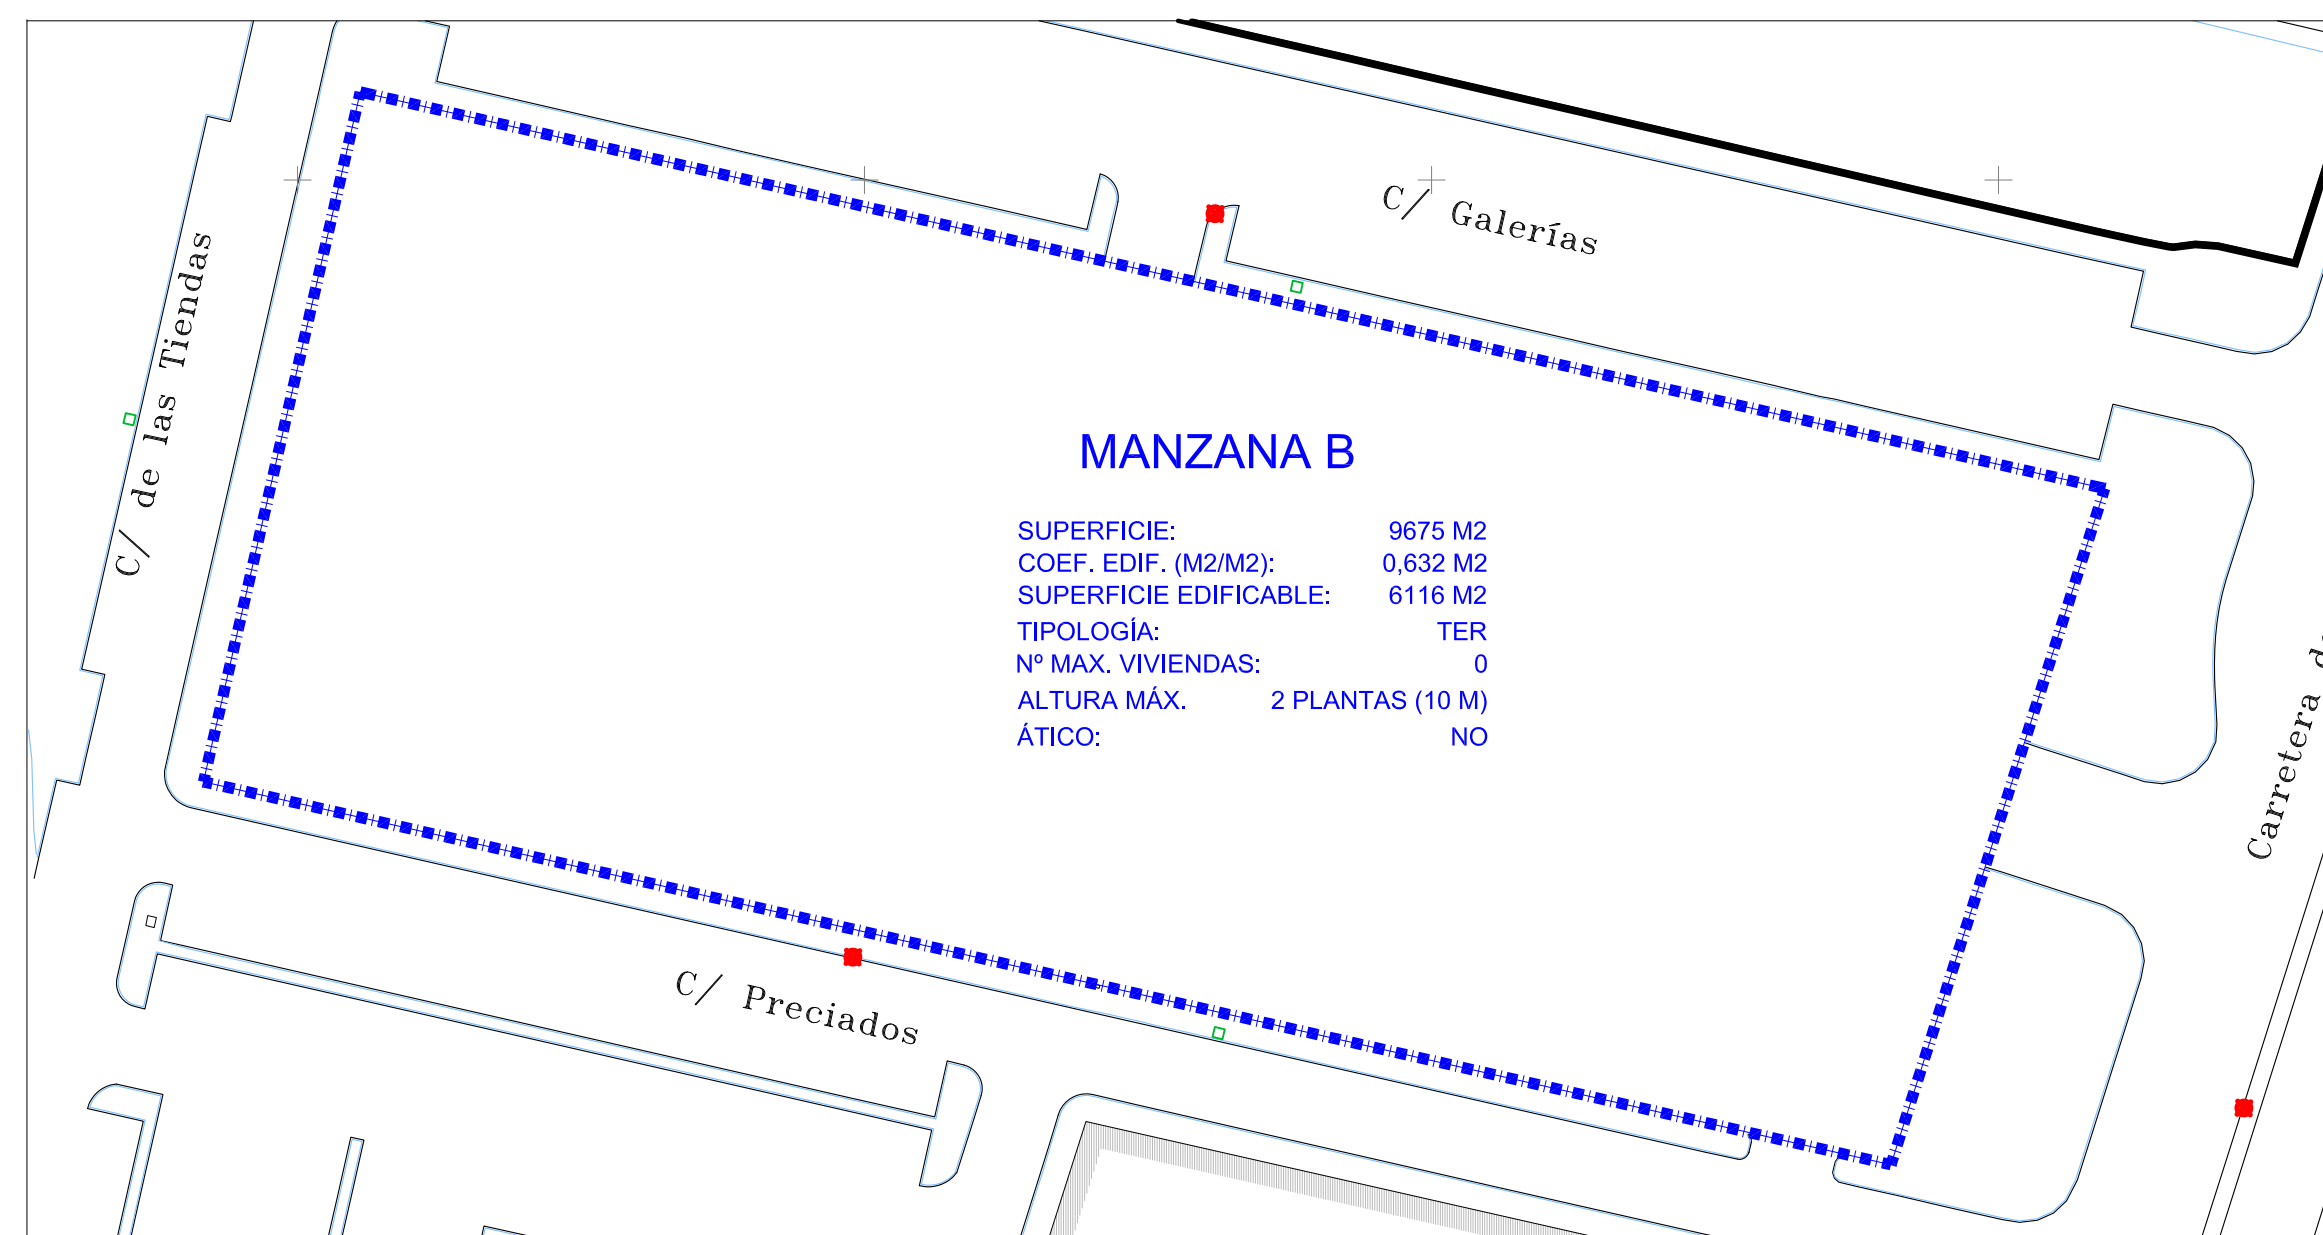 C/ Galerías
C/ de las Tiendas
MANZANA B
SUPERFICIE: 9675 M2
COEF. EDIF. (M2/M2): 0,632 M2
SUPERFICIE EDIFICABLE: 6116 M2
TIPOLOGÍA: TER
Nº MAX. VIVIENDAS: 0
ALTURA MÁX. 2 PLANTAS (10 M)
ÁTICO: NO
Carretera
C/ Preciados